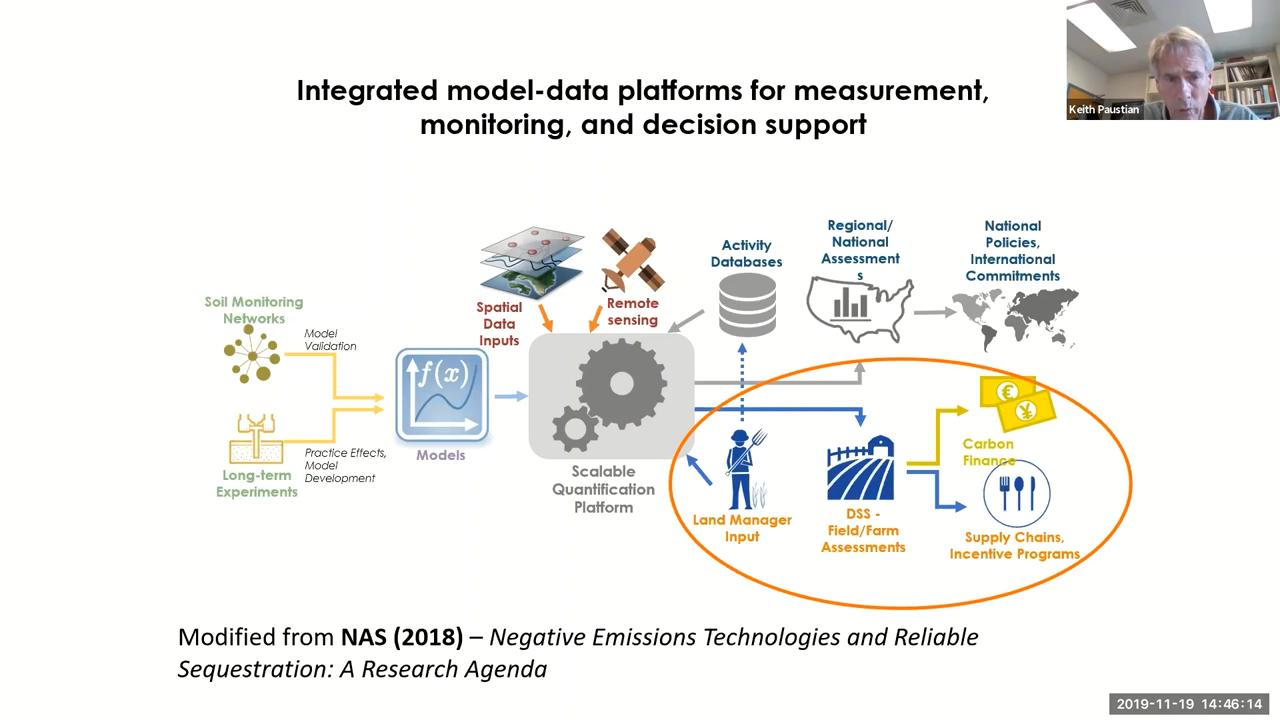 Integrated model-data platforms for measurement,
monitoring, and decision support
Keith Paustian
Soil Monitoring
Networks
Model
Validation
Practice Effects,
Model
Development
Long-term
Experiments
f(x)
Models
Spatial
Data
Inputs
Remote
sensing
Scalable
Quantification
Platform
Activity
Databases
Regional/
National
Assessment
s
National
Policies,
International
Commitments
Land Manager
Input
DSS -
Field/Farm
Assessments
€
¥
Carbon
Finance
Supply Chains,
Incentive Programs
Modified from NAS (2018) – Negative Emissions Technologies and Reliable
Sequestration: A Research Agenda
2019-11-19 14:46:14